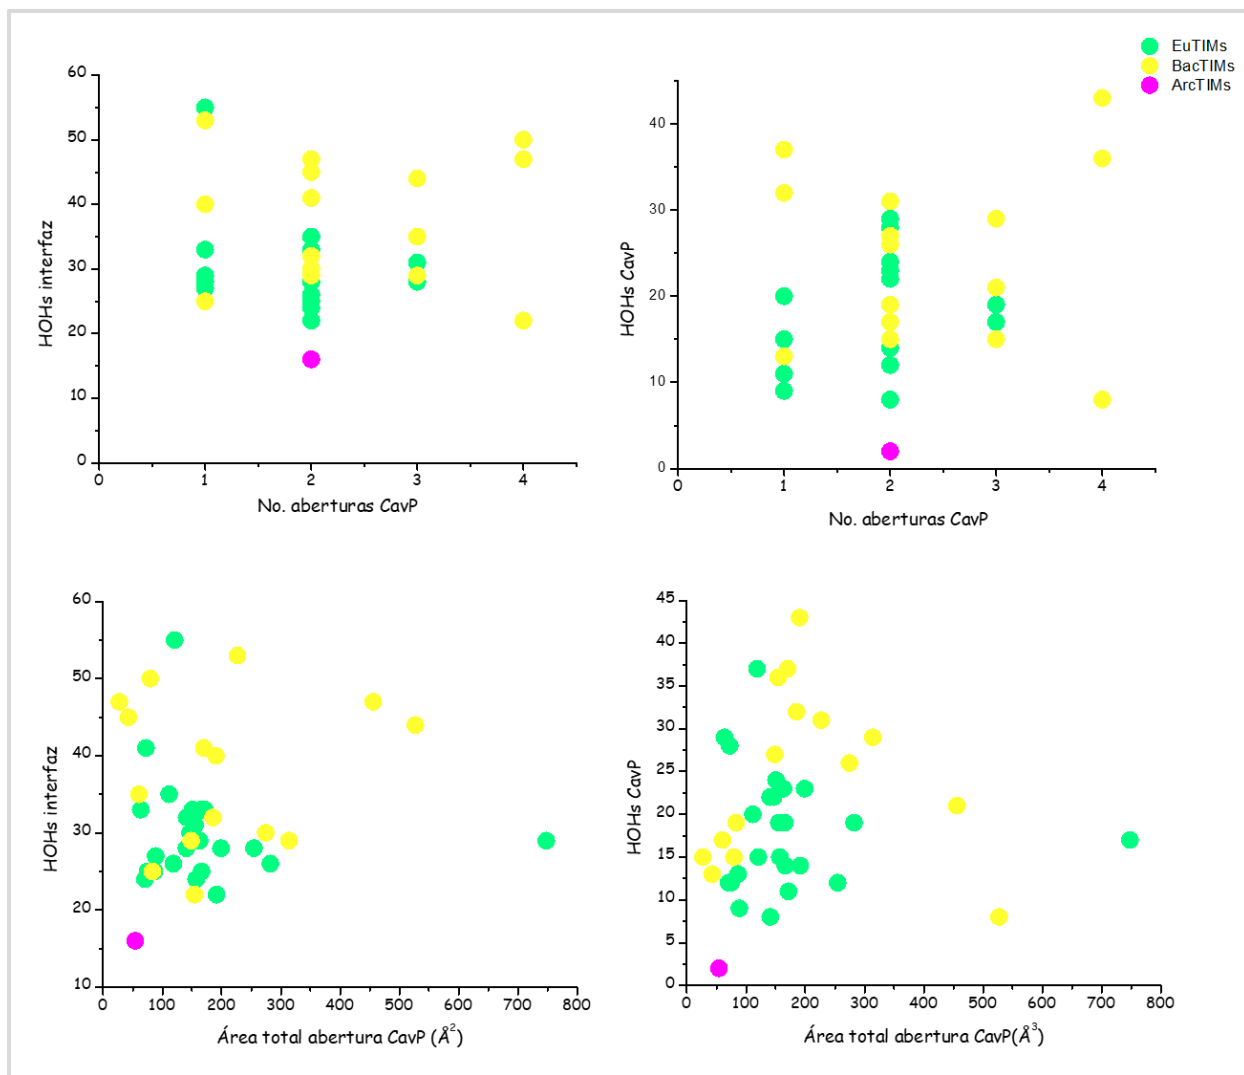 EuTIMs
BacTIMs
ArcTIMs
60
50
40
30
20
10
0
HOHs interfaz
0 1 2 3 4
No. aberturas CavP
40
30
20
10
0
HOHs CavP
0 1 2 3 4
No. aberturas CavP
60
50
40
30
20
10
HOHs interfaz
0 100 200 300 400 500 600 700 800
Área total abertura CavP (Å²)
45
40
35
30
25
20
15
10
5
0
HOHs CavP
0 100 200 300 400 500 600 700 800
Área total abertura CavP(Å³)